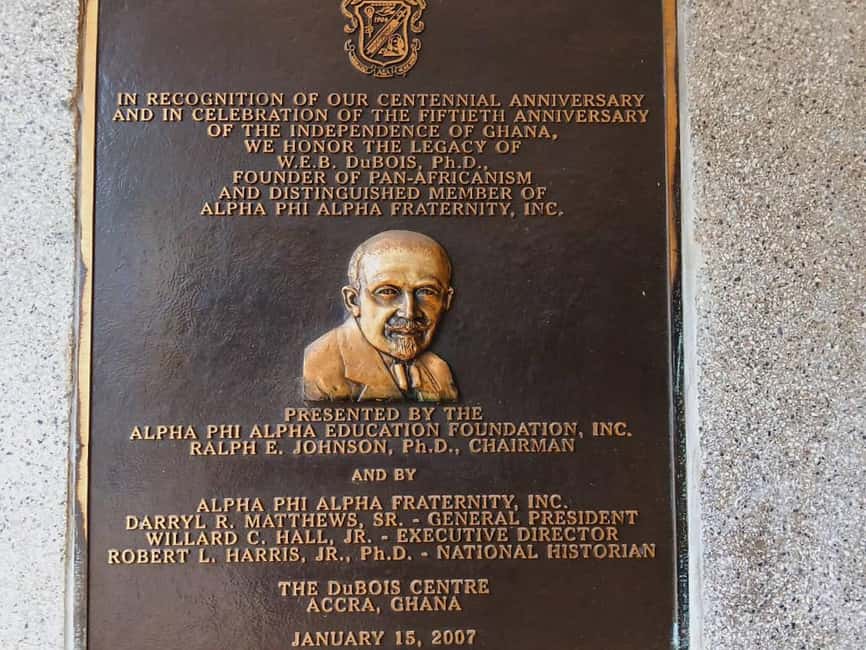 1906
IN RECOGNITION OF OUR CENTENNIAL ANNIVERSARY
AND IN CELEBRATION OF THE FIFTIETH ANNIVERSARY
OF THE INDEPENDENCE OF GHANA,
WE HONOR THE LEGACY OF
W.E.B. DuBOIS, Ph.D.,
FOUNDER OF PAN-AFRICANISM
AND DISTINGUISHED MEMBER OF
ALPHA PHI ALPHA FRATERNITY, INC.
PRESENTED BY THE
ALPHA PHI ALPHA EDUCATION FOUNDATION, INC.
RALPH E. JOHNSON, Ph.D., CHAIRMAN
AND BY
ALPHA PHI ALPHA FRATERNITY, INC.
DARRYL R. MATTHEWS, SR. - GENERAL PRESIDENT
WILLARD C. HALL, JR. - EXECUTIVE DIRECTOR
ROBERT L. HARRIS, JR., Ph.D. - NATIONAL HISTORIAN
THE DuBOIS CENTRE
ACCRA, GHANA
JANUARY 15, 2007